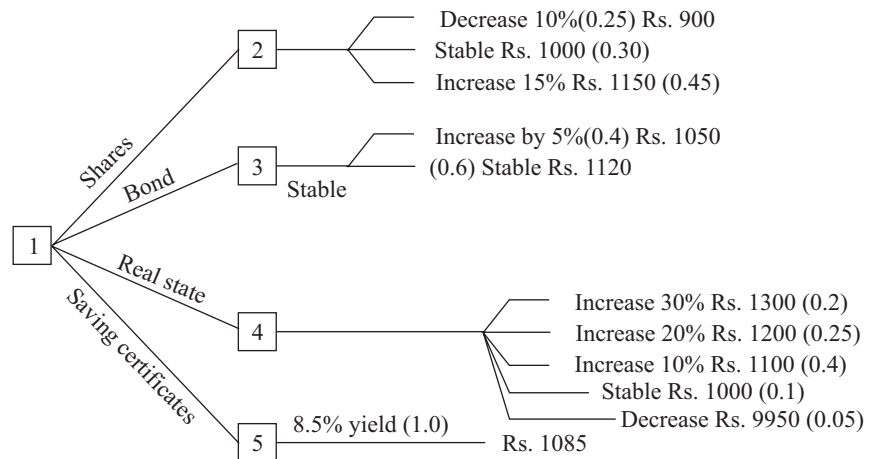 Decrease 10%(0.25) Rs. 900
2
Stable Rs. 1000 (0.30)
Increase 15% Rs. 1150 (0.45)
Shares
Increase by 5%(0.4) Rs. 1050
3
(0.6) Stable Rs. 1120
Stable
Bond
1
Real state
Saving certificates
Increase 30% Rs. 1300 (0.2)
4
Increase 20% Rs. 1200 (0.25)
Increase 10% Rs. 1100 (0.4)
Stable Rs. 1000 (0.1)
Decrease Rs. 9950 (0.05)
8.5% yield (1.0)
5
Rs. 1085